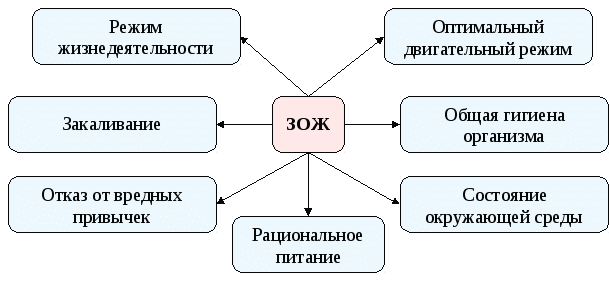 Режим
жизнедеятельности
Оптимальный
двигательный режим
Закаливание
ЗОЖ
Общая гигиена
организма
Отказ от вредных
привычек
Рациональное
питание
Состояние
окружающей среды